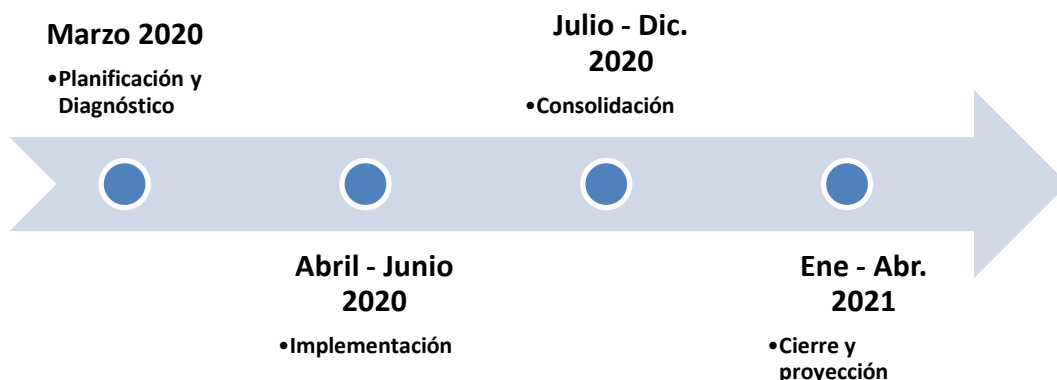 Marzo 2020
•Planificación y
Diagnóstico
Abril - Junio
2020
•Implementación
Julio - Dic.
2020
•Consolidación
Ene - Abr.
2021
•Cierre y
proyección